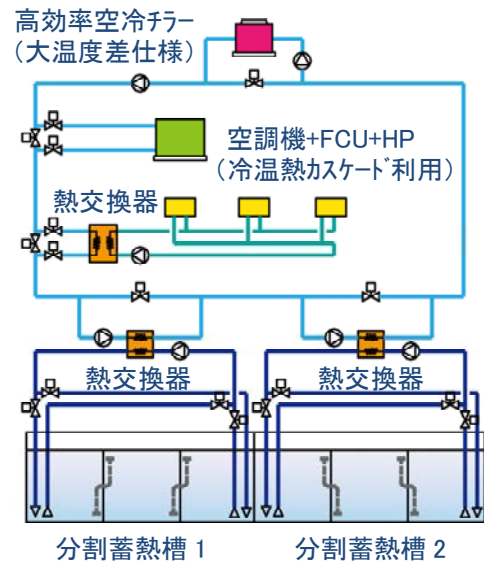 高効率空冷チラー
（大温度差仕様）
空調機+FCU+HP
（冷温熱カスケード利用）
熱交換器
熱交換器
熱交換器
分割蓄熱槽 1
分割蓄熱槽 2